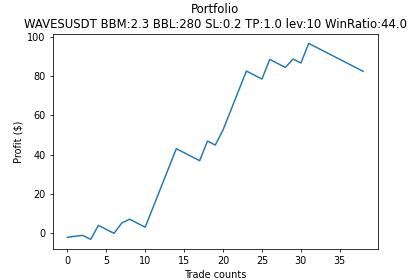 Portfolio
WAVESUSDT BBM:2.3 BBL:280 SL:0.2 TP:1.0 lev:10 WinRatio:44.0
100
80
60
40
20
0
Profit ($)
0 5 10 15 20 25 30 35
Trade counts